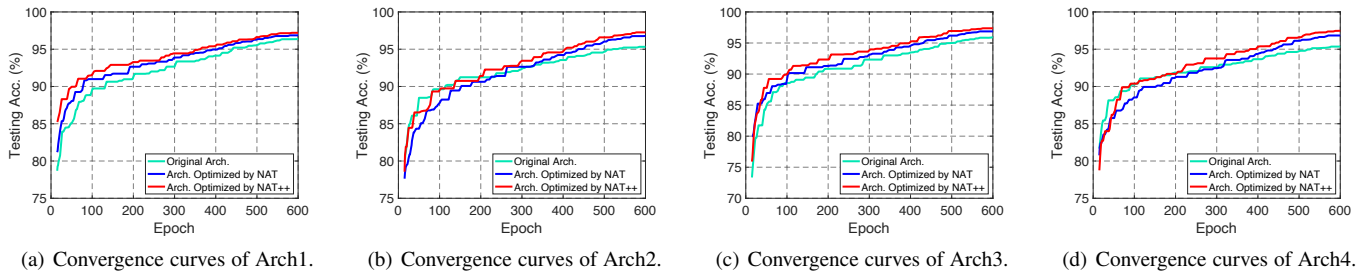 100
95
90
85
80
75
Testing Acc. (%)
0 100 200 300 400 500 600
Epoch
Original Arch.
Arch. Optimized by NAT
Arch. Optimized by NAT++
(a) Convergence curves of Arch1.
100
95
90
85
80
75
Testing Acc. (%)
0 100 200 300 400 500 600
Epoch
Original Arch.
Arch. Optimized by NAT
Arch. Optimized by NAT++
(b) Convergence curves of Arch2.
100
95
90
85
80
75
70
Testing Acc. (%)
0 100 200 300 400 500 600
Epoch
Original Arch.
Arch. Optimized by NAT
Arch. Optimized by NAT++
(c) Convergence curves of Arch3.
100
95
90
85
80
75
Testing Acc. (%)
0 100 200 300 400 500 600
Epoch
Original Arch.
Arch. Optimized by NAT
Arch. Optimized by NAT++
(d) Convergence curves of Arch4.